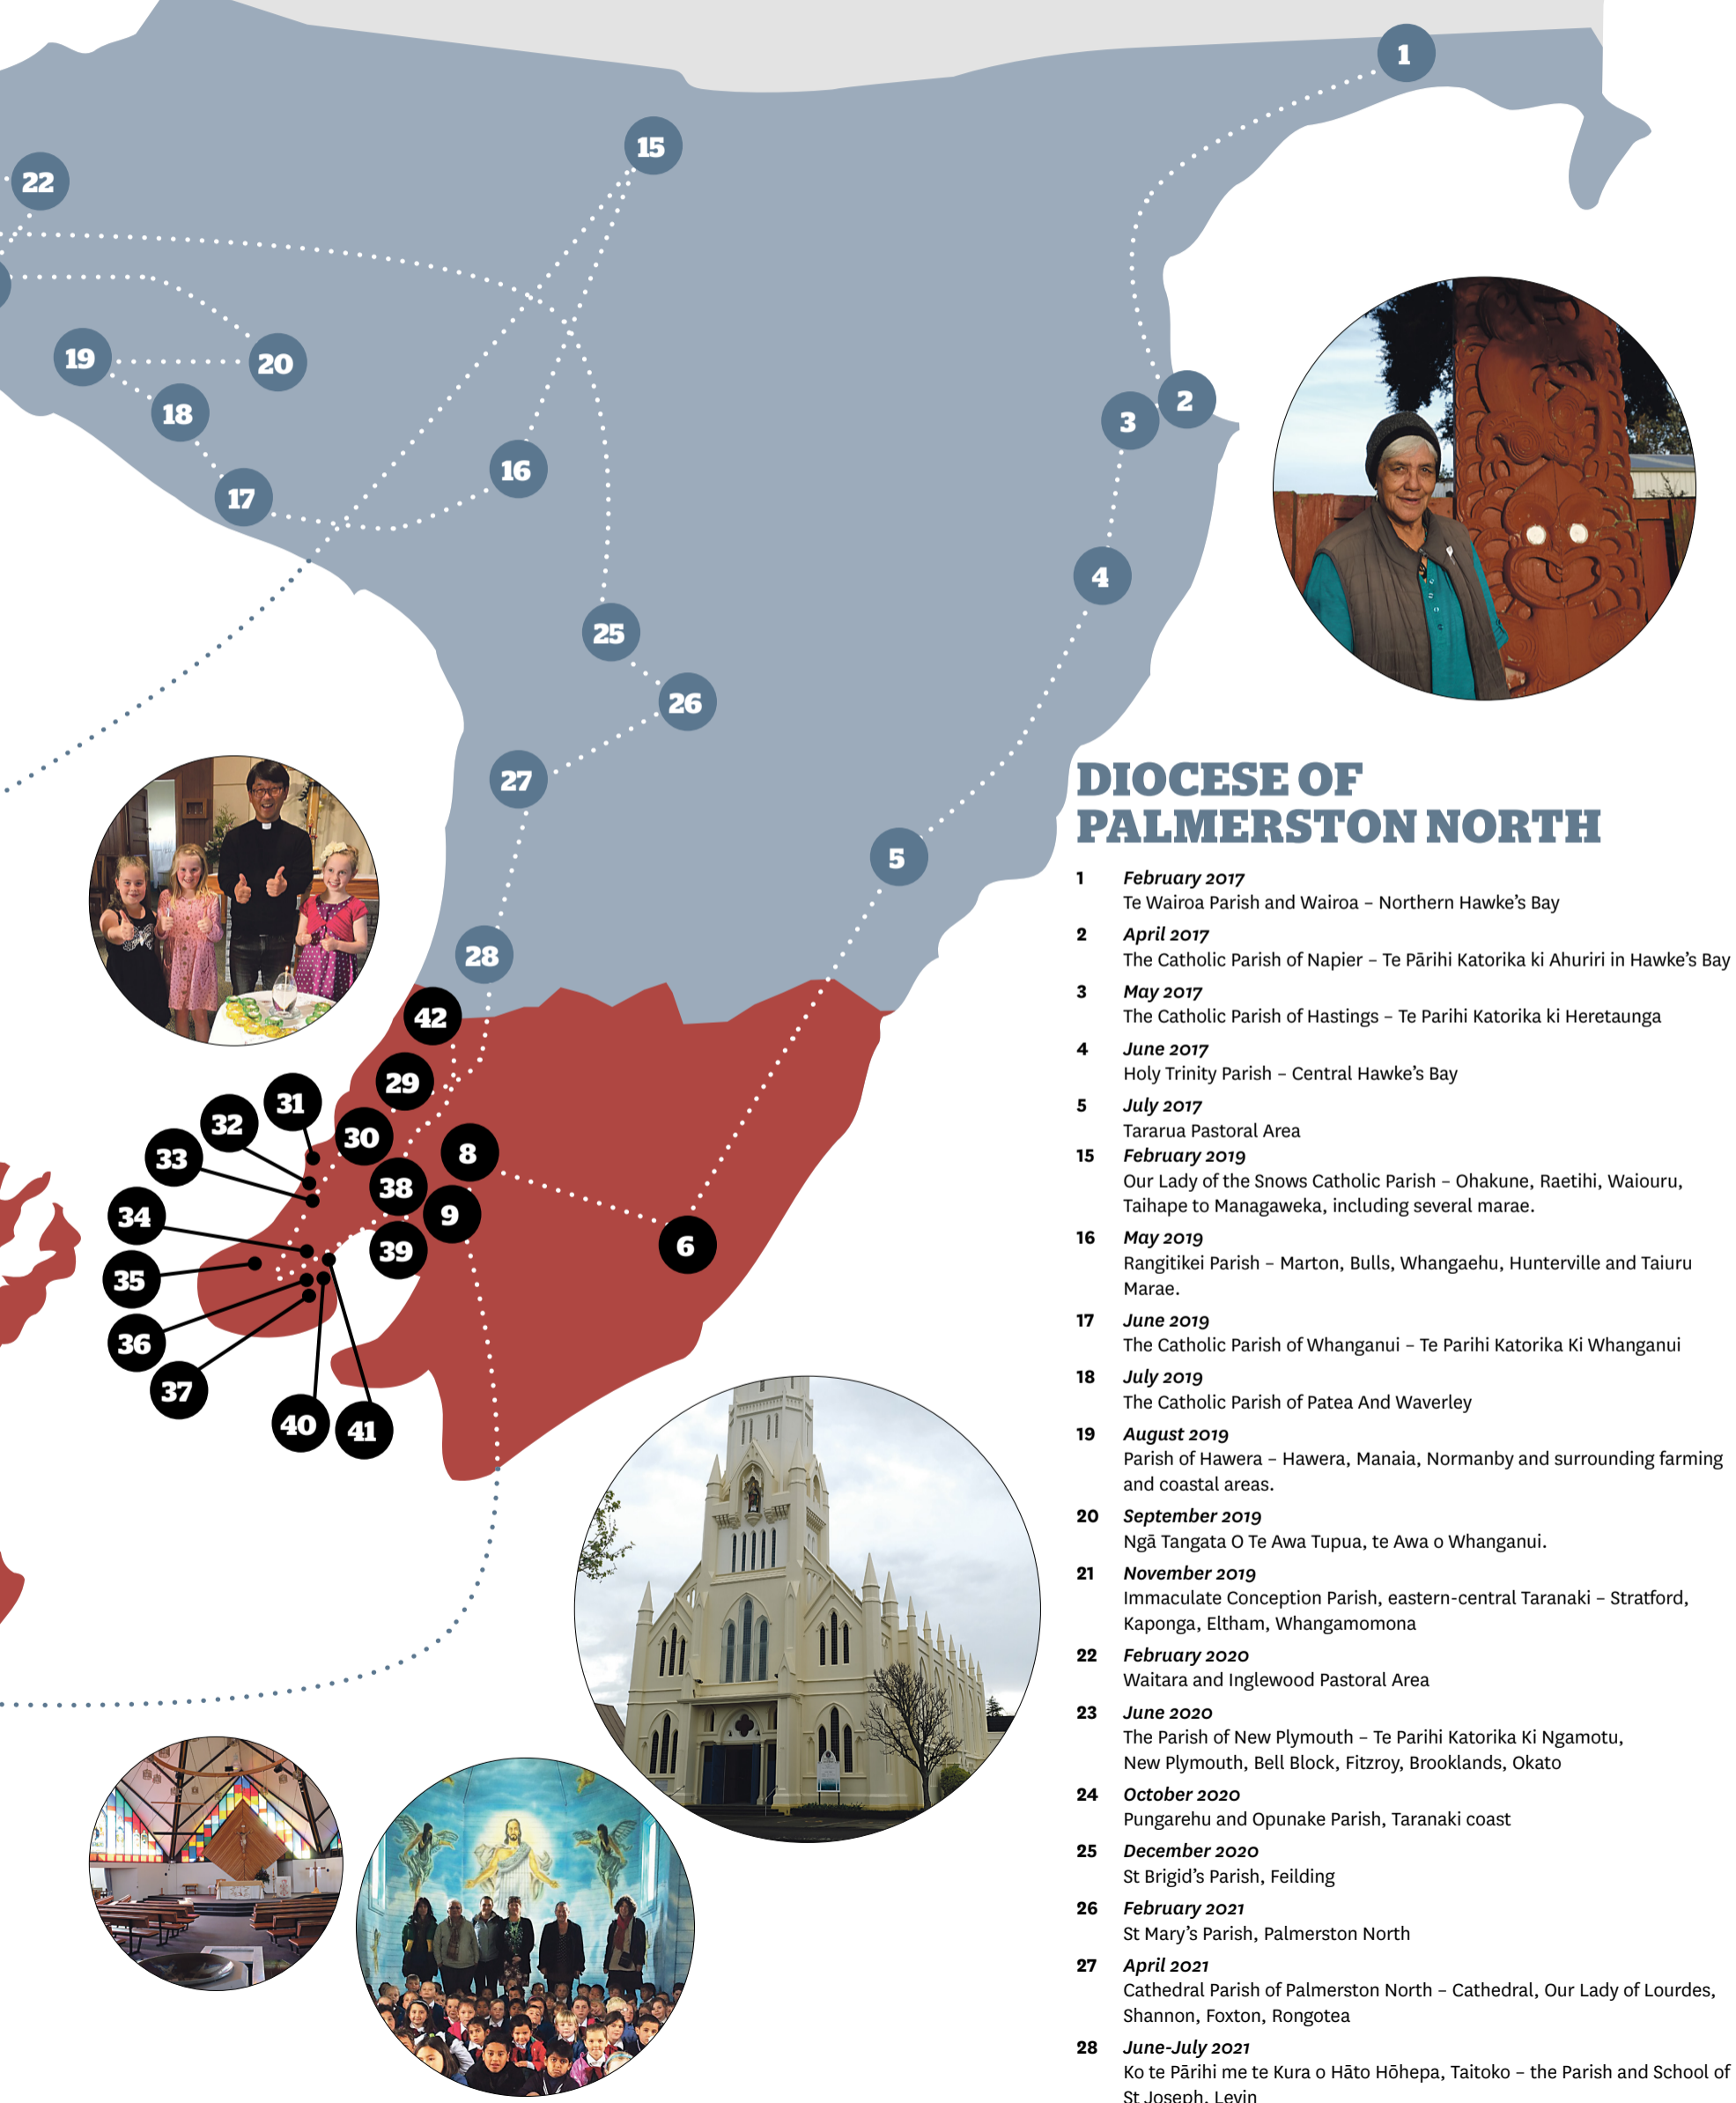 1
15
22
19
20
2
3
18
16
17
4
25
26
27
5
28
42
29
31
32
30
8
33
38
34
9
6
39
35
36
37
40
41
DIOCESE OF
PALMERSTON NORTH
1 February 2017
Te Wairoa Parish and Wairoa – Northern Hawke’s Bay
2 April 2017
The Catholic Parish of Napier – Te Pārihi Katorika ki Ahuriri in Hawke’s Bay
3 May 2017
The Catholic Parish of Hastings – Te Parihi Katorika ki Heretaunga
4 June 2017
Holy Trinity Parish – Central Hawke’s Bay
5 July 2017
Tararua Pastoral Area
15 February 2019
Our Lady of the Snows Catholic Parish – Ohakune, Raetihi, Waiouru,
Taihape to Managaweka, including several marae.
16 May 2019
Rangitikei Parish – Marton, Bulls, Whangaehu, Hunterville and Taiuru
Marae.
17 June 2019
The Catholic Parish of Whanganui – Te Parihi Katorika Ki Whanganui
18 July 2019
The Catholic Parish of Patea And Waverley
19 August 2019
Parish of Hawera – Hawera, Manaia, Normanby and surrounding farming
and coastal areas.
20 September 2019
Ngā Tangata O Te Awa Tupua, te Awa o Whanganui.
21 November 2019
Immaculate Conception Parish, eastern-central Taranaki – Stratford,
Kaponga, Eltham, Whangamomona
22 February 2020
Waitara and Inglewood Pastoral Area
23 June 2020
The Parish of New Plymouth – Te Parihi Katorika Ki Ngamotu,
New Plymouth, Bell Block, Fitzroy, Brooklands, Okato
24 October 2020
Pungarehu and Opunake Parish, Taranaki coast
25 December 2020
St Brigid’s Parish, Feilding
26 February 2021
St Mary’s Parish, Palmerston North
27 April 2021
Cathedral Parish of Palmerston North – Cathedral, Our Lady of Lourdes,
Shannon, Foxton, Rongotea
28 June-July 2021
Ko te Pārihi me te Kura o Hāto Hōhepa, Taitoko – the Parish and School of
St Joseph, Levin